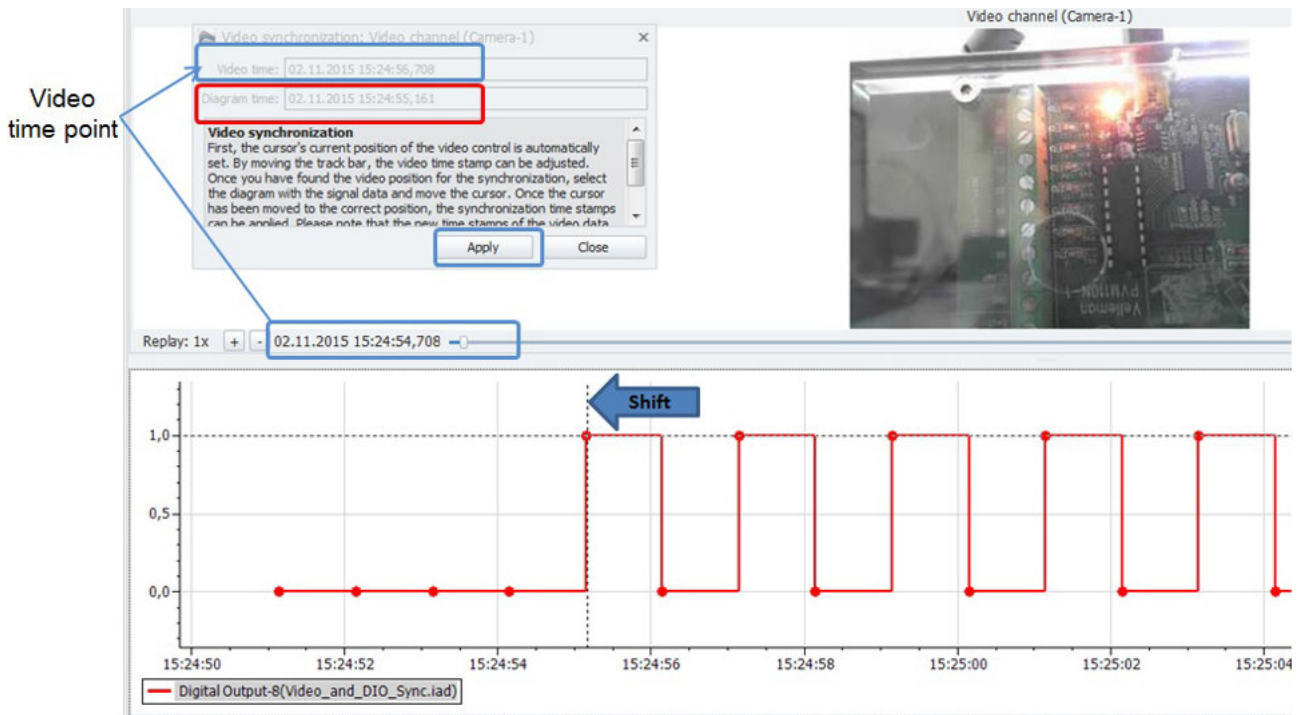 Video channel (Camera-1)
Video synchronization: Video channel (Camera-1)
Video time: 02.11.2015 15:24:56,708
Diagram time: 02.11.2015 15:24:55,161
Video
time point
Video synchronization
First, the cursor's current position of the video control is automatically
set. By moving the track bar, the video time stamp can be adjusted.
Once you have found the video position for the synchronization, select
the diagram with the signal data and move the cursor. Once the cursor
has been moved to the correct position, the synchronization time stamps
can be applied. Please note that the new time stamps of the video data
Apply
Close
Velleman
PVM110N
Replay: 1x + - 02.11.2015 15:24:54,708
Shift
1,0
0,5
0,0
15:24:50 15:24:52 15:24:54 15:24:56 15:24:58 15:25:00 15:25:02 15:25:04
Digital Output-8(Video_and_DIO_Sync.iad)